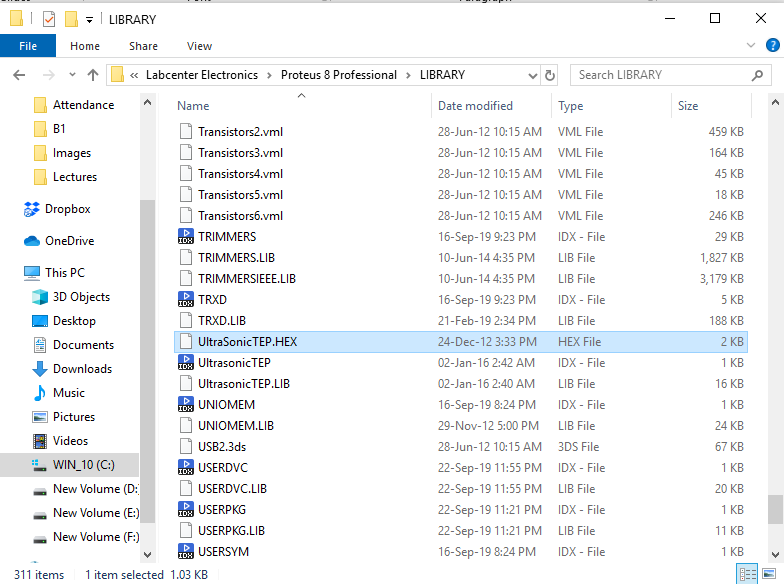 LIBRARY
File Home Share View
« Labcenter Electronics › Proteus 8 Professional › LIBRARY Search LIBRARY
Name Date modified Type Size
Attendance
B1
Images
Lectures
Dropbox
OneDrive
This PC
3D Objects
Desktop
Documents
Downloads
Music
Pictures
Videos
WIN_10 (C:)
New Volume (D:)
New Volume (E:)
New Volume (F:)
Transistors2.vml 28-Jun-12 10:15 AM VML File 459 KB
Transistors3.vml 28-Jun-12 10:15 AM VML File 164 KB
Transistors4.vml 28-Jun-12 10:15 AM VML File 45 KB
Transistors5.vml 28-Jun-12 10:15 AM VML File 18 KB
Transistors6.vml 28-Jun-12 10:15 AM VML File 246 KB
IDX TRIMMERS 16-Sep-19 9:23 PM IDX - File 29 KB
TRIMMERS.LIB 10-Jun-14 4:35 PM LIB File 1,827 KB
TRIMMERSIEEE.LIB 10-Jun-14 4:35 PM LIB File 3,179 KB
IDX TRXD 16-Sep-19 9:23 PM IDX - File 5 KB
TRXD.LIB 21-Feb-19 2:34 PM LIB File 188 KB
UltraSonicTEP.HEX 24-Dec-12 3:33 PM HEX File 2 KB
IDX UltrasonicTEP 02-Jan-16 2:42 AM IDX - File 1 KB
UltrasonicTEP.LIB 02-Jan-16 2:40 AM LIB File 16 KB
IDX UNIOMEM 16-Sep-19 8:24 PM IDX - File 1 KB
UNIOMEM.LIB 29-Nov-12 5:00 PM LIB File 24 KB
USB2.3ds 28-Jun-12 10:15 AM 3DS File 67 KB
IDX USERDVC 22-Sep-19 11:55 PM IDX - File 1 KB
USERDVC.LIB 22-Sep-19 11:55 PM LIB File 20 KB
IDX USERPKG 22-Sep-19 11:21 PM IDX - File 1 KB
USERPKG.LIB 22-Sep-19 11:21 PM LIB File 11 KB
IDX USERSYM 16-Sep-19 8:24 PM IDX - File 1 KB
311 items 1 item selected 1.03 KB